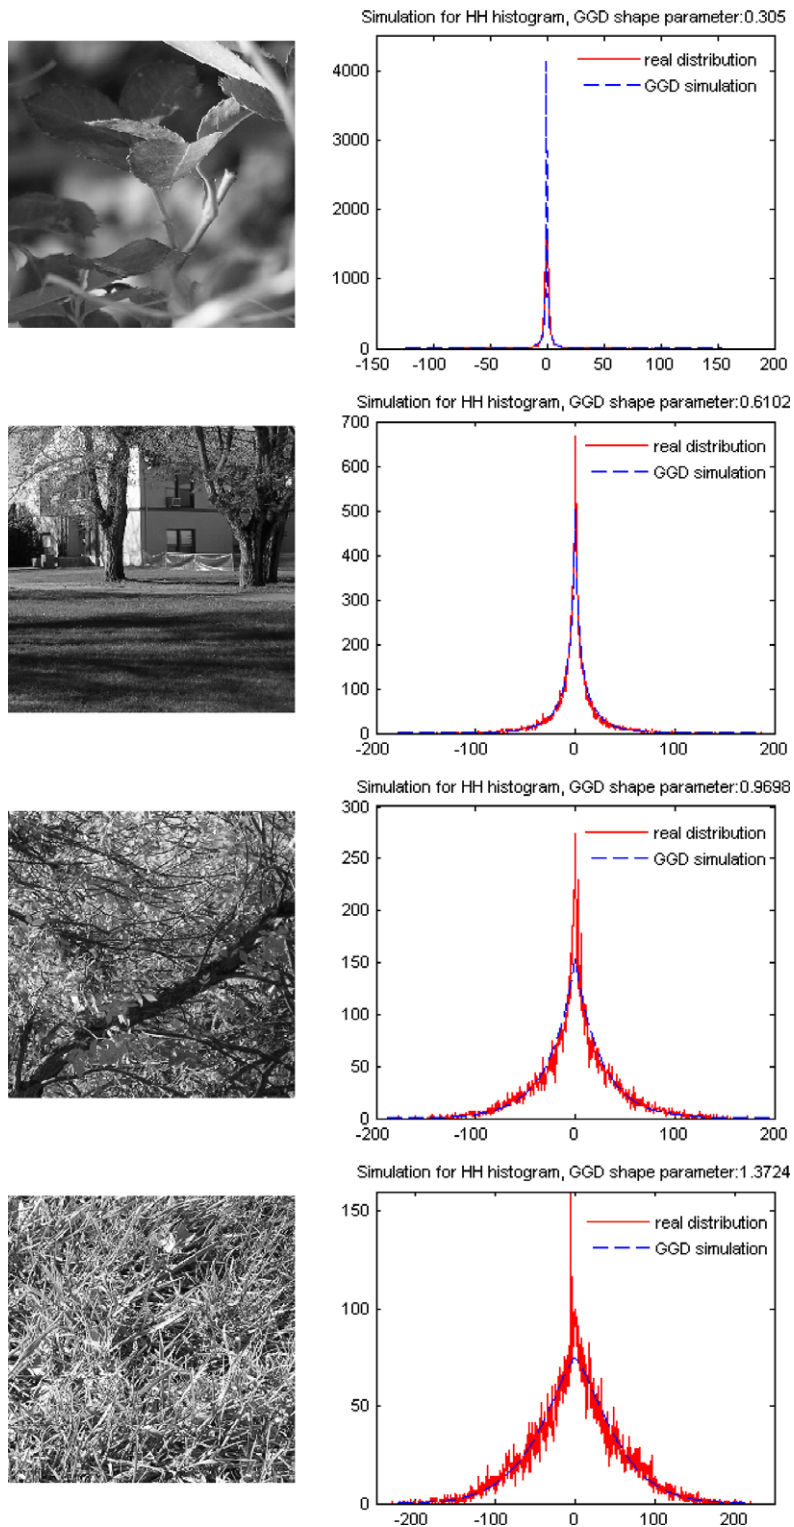 Simulation for HH histogram, GGD shape parameter:0.305
real distribution
GGD simulation
4000
3000
2000
1000
0
-150 -100 -50 0 50 100 150 200
Simulation for HH histogram, GGD shape parameter:0.6102
700
real distribution
GGD simulation
600
500
400
300
200
100
0
-200 -100 0 100 200
Simulation for HH histogram, GGD shape parameter:0.9698
300
real distribution
GGD simulation
250
200
150
100
50
0
-200 -100 0 100 200
Simulation for HH histogram, GGD shape parameter:1.3724
150
real distribution
GGD simulation
100
50
0
-200 -100 0 100 200